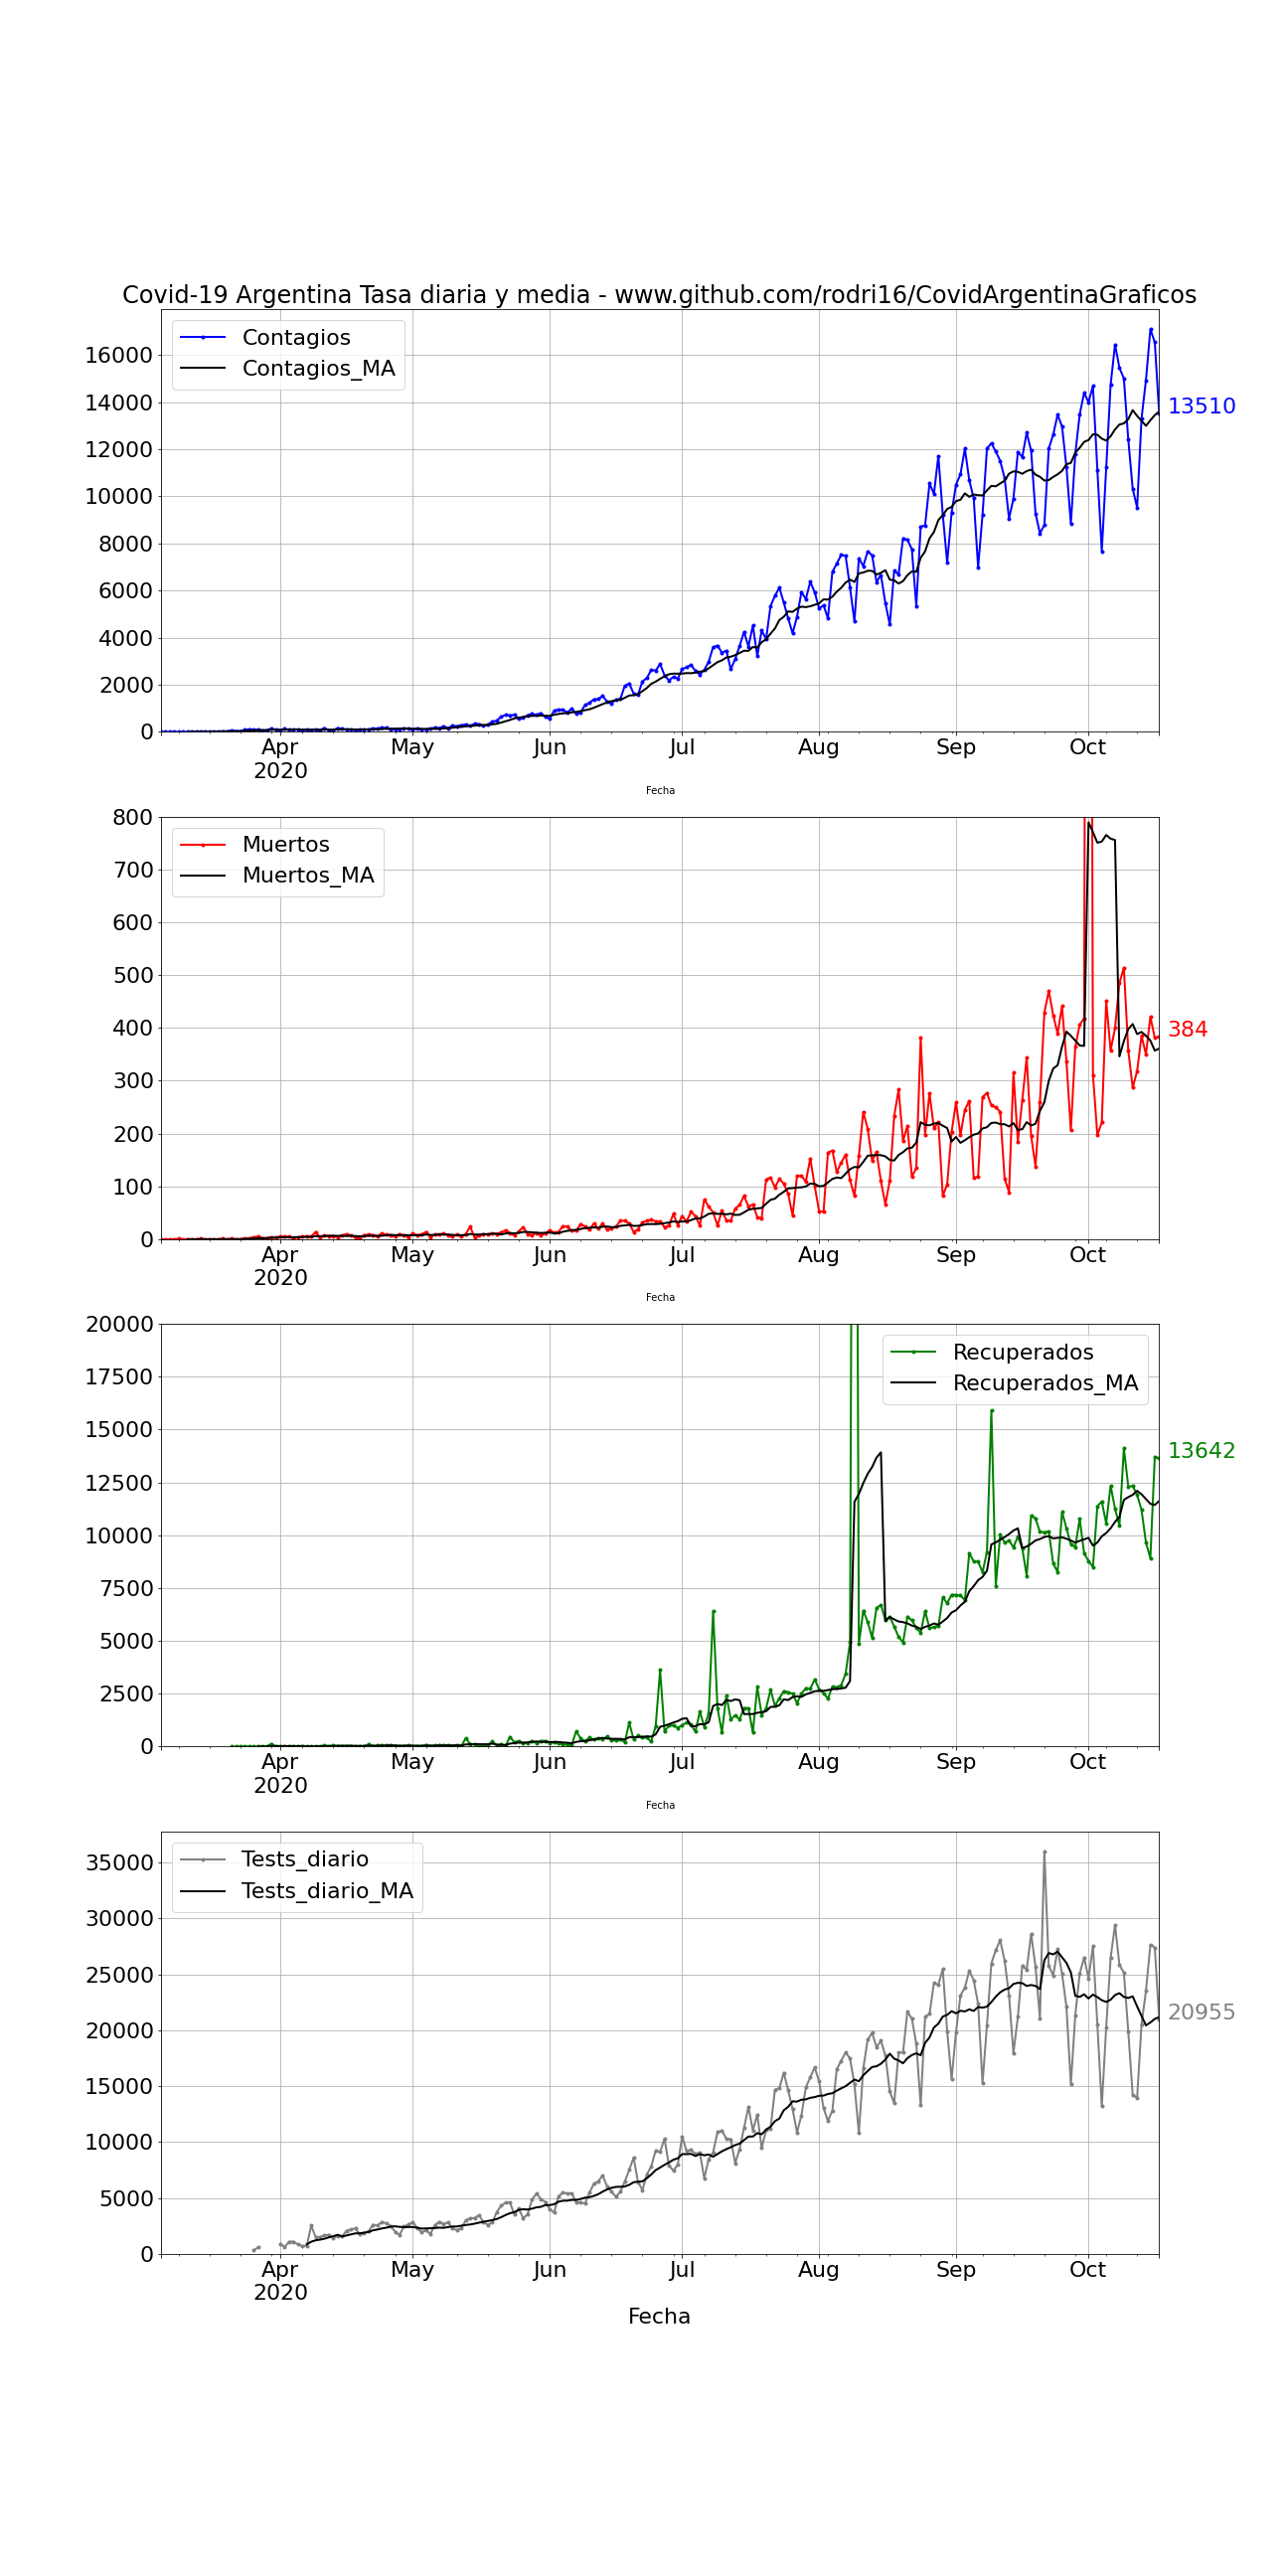 Covid-19 Argentina Tasa diaria y media - www.github.com/rodri16/CovidArgentinaGraficos
Contagios
Contagios_MA
16000
14000
12000
10000
8000
6000
4000
2000
0
13510
Apr May Jun Jul Aug Sep Oct
2020
Fecha
Muertos
Muertos_MA
800
700
600
500
400
300
200
100
0
384
Apr May Jun Jul Aug Sep Oct
2020
Fecha
Recuperados
Recuperados_MA
20000
17500
15000
12500
10000
7500
5000
2500
0
13642
Apr May Jun Jul Aug Sep Oct
2020
Fecha
Tests_diario
Tests_diario_MA
35000
30000
25000
20000
15000
10000
5000
0
20955
Apr May Jun Jul Aug Sep Oct
2020
Fecha